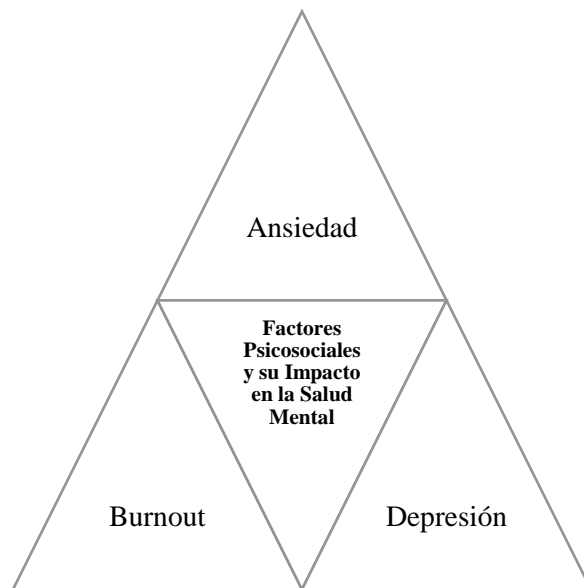 Ansiedad
Factores
Psicosociales
y su Impacto
en la Salud
Mental
Burnout
Depresión